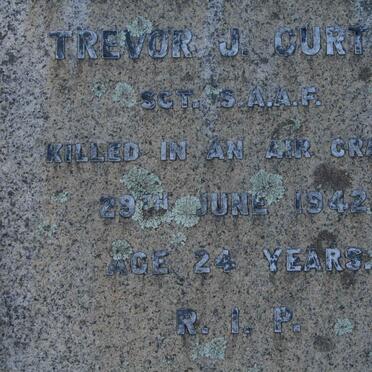 TREVOR J. CURT
SGT. S.A.A.F.
KILLED IN AN AIR CRA
29TH JUNE 1942
AGE 24 YEARS.
R. I. P.